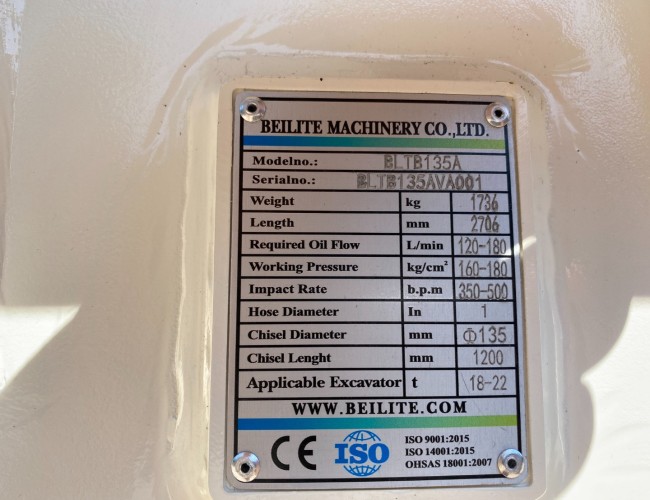 BEILITE MACHINERY CO.,LTD.
Modelno.: BLTB135A
Serialno.: BLTB135AVA001
Weight kg 1736
Length mm 2706
Required Oil Flow L/min 120-180
Working Pressure kg/cm² 160-180
Impact Rate b.p.m 350-500
Hose Diameter In 1
Chisel Diameter mm Φ135
Chisel Lenght mm 1200
Applicable Excavator t 18-22
WWW.BEILITE.COM
CE ISO ISO 9001:2015
ISO 14001:2015
OHSAS 18001:2007